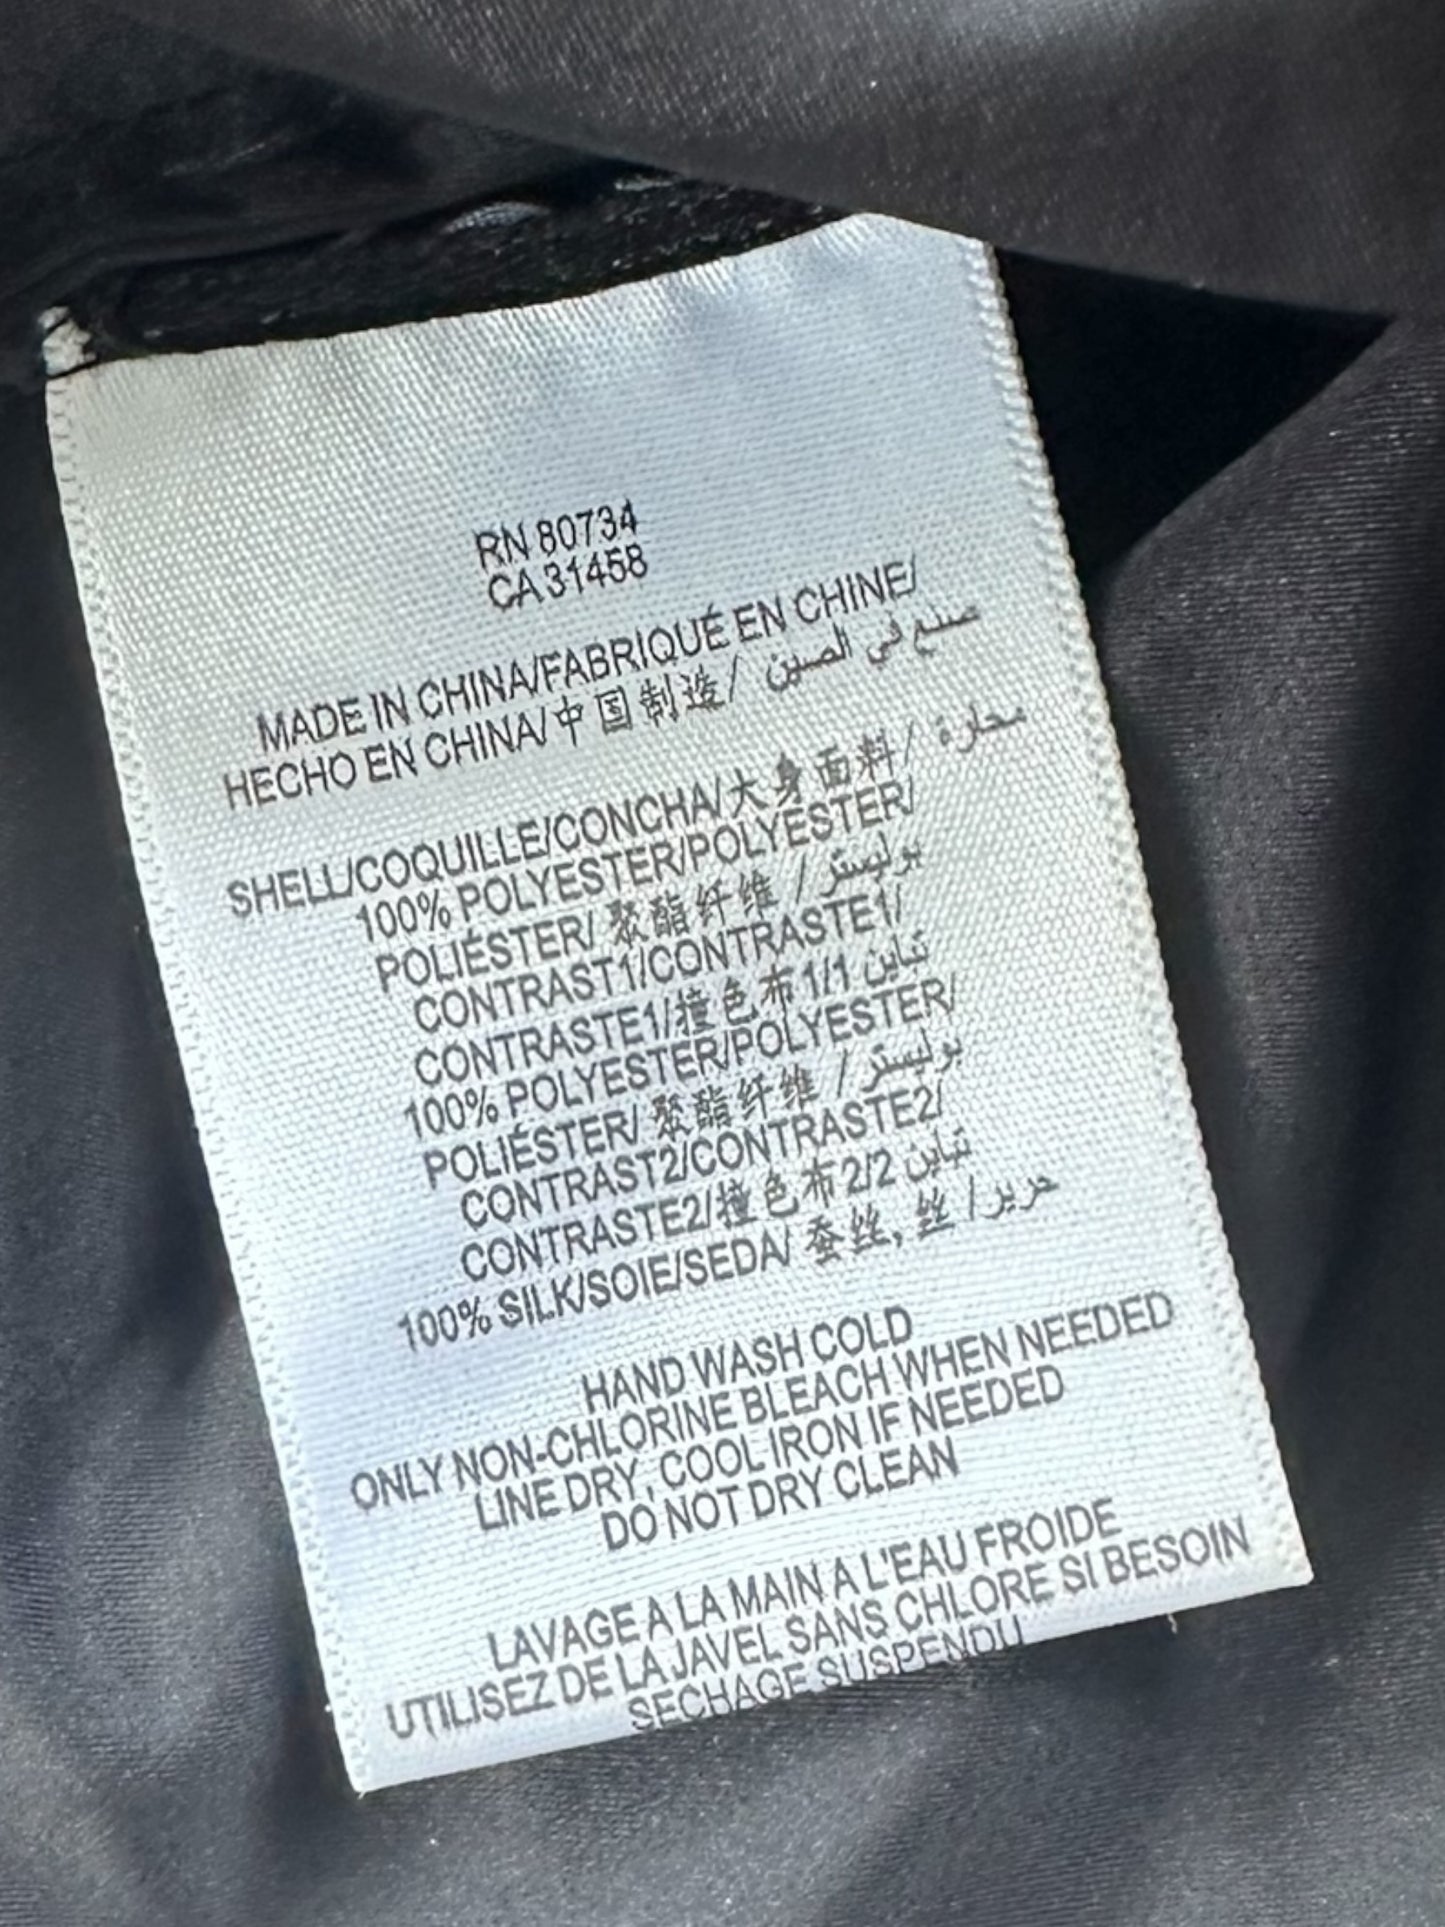 RN 80734
CA 31458
MADE IN CHINA/FABRIQUÉ EN CHINE/
HECHO EN CHINA/中国制造/ صنع في الصين
SHELL/COQUILLE/CONCHA/大身面料/ محارة
100% POLYESTER/POLYESTER/
POLIÉSTER/ 聚酯纤维 / بوليستر
CONTRAST1/CONTRASTE1/
CONTRASTE1/撞色布1/1 تباين
100% POLYESTER/POLYESTER/
POLIÉSTER/ 聚酯纤维 / بوليستر
CONTRAST2/CONTRASTE2/
CONTRASTE2/撞色布2/2 تباين
100% SILK/SOIE/SEDA/ 蚕丝, 丝 / حرير
HAND WASH COLD
ONLY NON-CHLORINE BLEACH WHEN NEEDED
LINE DRY, COOL IRON IF NEEDED
DO NOT DRY CLEAN
LAVAGE A LA MAIN A L'EAU FROIDE
UTILISEZ DE LA JAVEL SANS CHLORE SI BESOIN
SECHAGE SUSPENDU